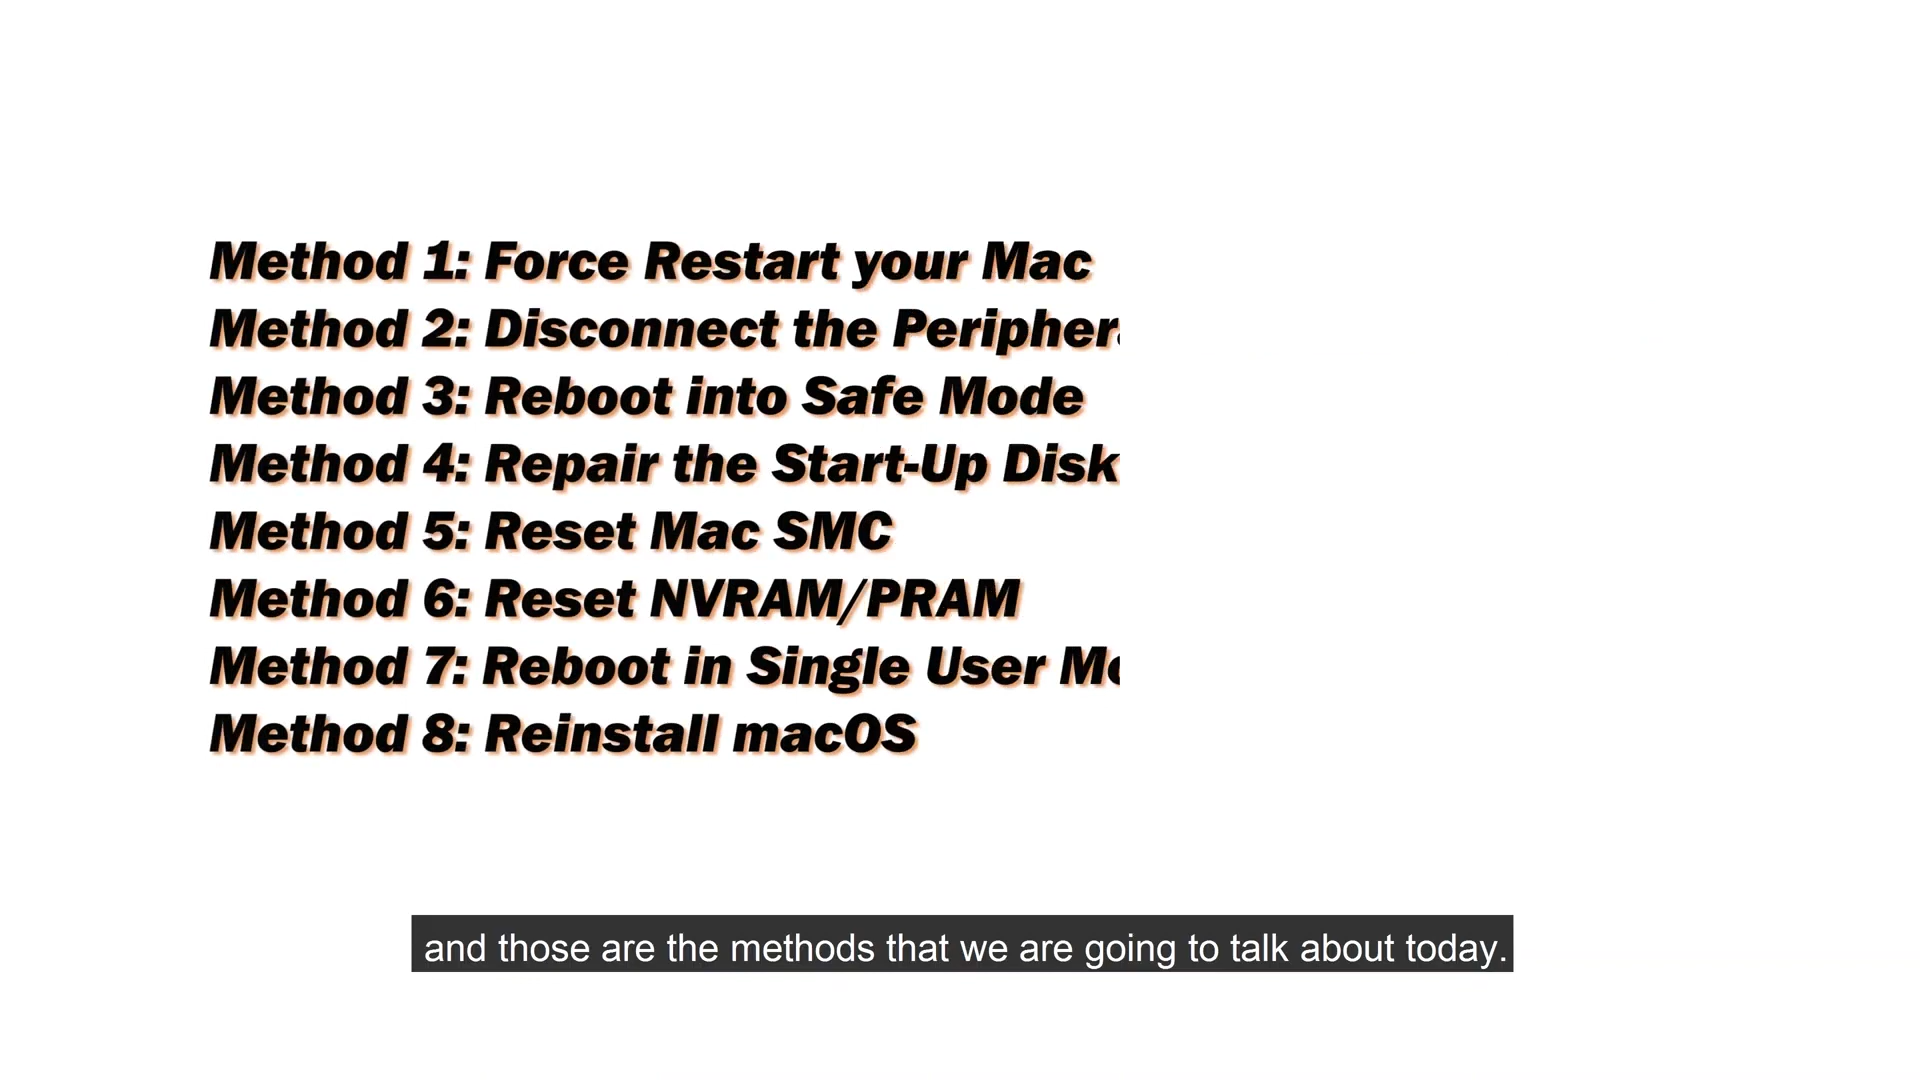 Method 1: Force Restart your Mac
Method 2: Disconnect the Periphera
Method 3: Reboot into Safe Mode
Method 4: Repair the Start-Up Disk
Method 5: Reset Mac SMC
Method 6: Reset NVRAM/PRAM
Method 7: Reboot in Single User Mo
Method 8: Reinstall macOS
and those are the methods that we are going to talk about today.